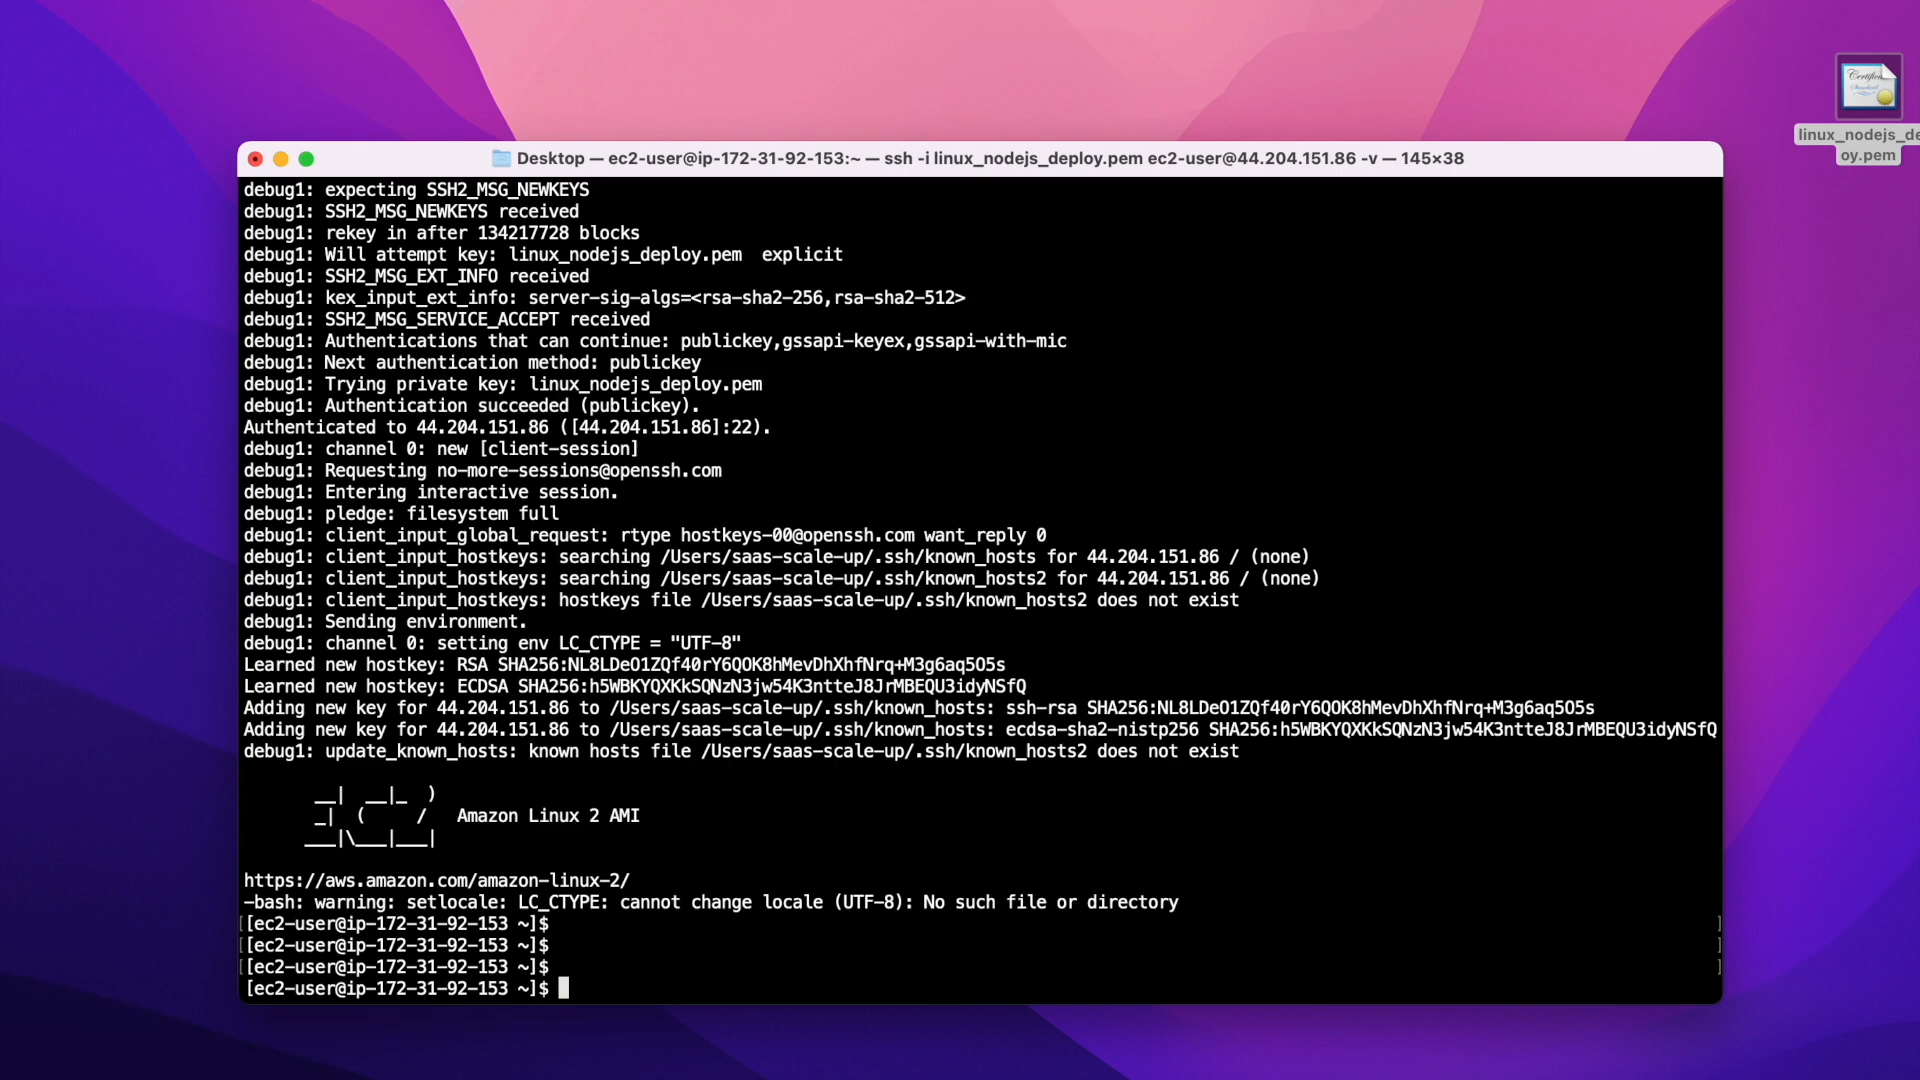 Desktop — ec2-user@ip-172-31-92-153:~ — ssh -i linux_nodejs_deploy.pem ec2-user@44.204.151.86 -v — 145×38
linux_nodejs_de
oy.pem
debug1: expecting SSH2_MSG_NEWKEYS
debug1: SSH2_MSG_NEWKEYS received
debug1: rekey in after 134217728 blocks
debug1: Will attempt key: linux_nodejs_deploy.pem  explicit
debug1: SSH2_MSG_EXT_INFO received
debug1: kex_input_ext_info: server-sig-algs=<rsa-sha2-256,rsa-sha2-512>
debug1: SSH2_MSG_SERVICE_ACCEPT received
debug1: Authentications that can continue: publickey,gssapi-keyex,gssapi-with-mic
debug1: Next authentication method: publickey
debug1: Trying private key: linux_nodejs_deploy.pem
debug1: Authentication succeeded (publickey).
Authenticated to 44.204.151.86 ([44.204.151.86]:22).
debug1: channel 0: new [client-session]
debug1: Requesting no-more-sessions@openssh.com
debug1: Entering interactive session.
debug1: pledge: filesystem full
debug1: client_input_global_request: rtype hostkeys-00@openssh.com want_reply 0
debug1: client_input_hostkeys: searching /Users/saas-scale-up/.ssh/known_hosts for 44.204.151.86 / (none)
debug1: client_input_hostkeys: searching /Users/saas-scale-up/.ssh/known_hosts2 for 44.204.151.86 / (none)
debug1: client_input_hostkeys: hostkeys file /Users/saas-scale-up/.ssh/known_hosts2 does not exist
debug1: Sending environment.
debug1: channel 0: setting env LC_CTYPE = "UTF-8"
Learned new hostkey: RSA SHA256:NL8LDeO1ZQf40rY6QOK8hMevDhXhfNrq+M3g6aq5O5s
Learned new hostkey: ECDSA SHA256:h5WBKYQXKkSQNzN3jw54K3ntteJ8JrMBEQU3idyNSfQ
Adding new key for 44.204.151.86 to /Users/saas-scale-up/.ssh/known_hosts: ssh-rsa SHA256:NL8LDeO1ZQf40rY6QOK8hMevDhXhfNrq+M3g6aq5O5s
Adding new key for 44.204.151.86 to /Users/saas-scale-up/.ssh/known_hosts: ecdsa-sha2-nistp256 SHA256:h5WBKYQXKkSQNzN3jw54K3ntteJ8JrMBEQU3idyNSfQ
debug1: update_known_hosts: known hosts file /Users/saas-scale-up/.ssh/known_hosts2 does not exist
       __|  __|_  )
       _|  (     /   Amazon Linux 2 AMI
      ___|\___|___|
https://aws.amazon.com/amazon-linux-2/
-bash: warning: setlocale: LC_CTYPE: cannot change locale (UTF-8): No such file or directory
[ec2-user@ip-172-31-92-153 ~]$
[ec2-user@ip-172-31-92-153 ~]$
[ec2-user@ip-172-31-92-153 ~]$
[ec2-user@ip-172-31-92-153 ~]$